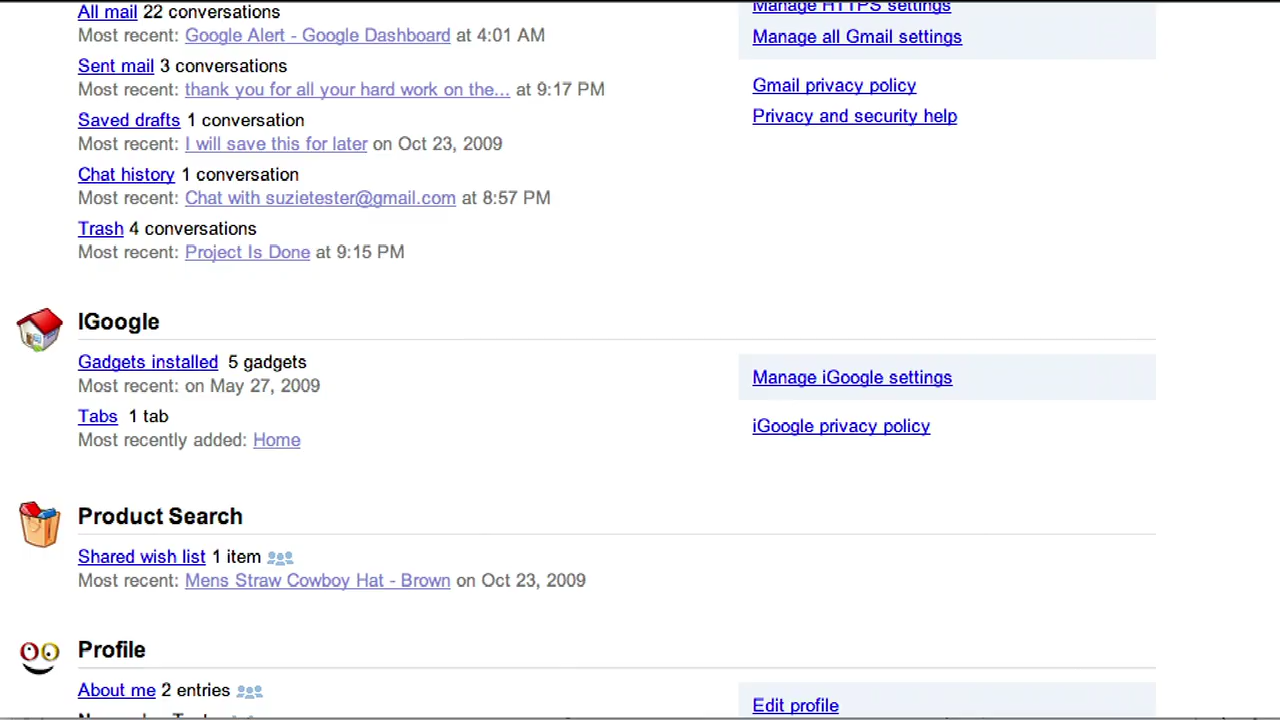 All mail 22 conversations
Most recent: Google Alert - Google Dashboard at 4:01 AM
Sent mail 3 conversations
Most recent: thank you for all your hard work on the... at 9:17 PM
Saved drafts 1 conversation
Most recent: I will save this for later on Oct 23, 2009
Chat history 1 conversation
Most recent: Chat with suzietester@gmail.com at 8:57 PM
Trash 4 conversations
Most recent: Project Is Done at 9:15 PM
Manage HTTPS settings
Manage all Gmail settings
Gmail privacy policy
Privacy and security help
IGoogle
Gadgets installed 5 gadgets
Most recent: on May 27, 2009
Tabs 1 tab
Most recently added: Home
Manage iGoogle settings
iGoogle privacy policy
Product Search
Shared wish list 1 item
Most recent: Mens Straw Cowboy Hat - Brown on Oct 23, 2009
Profile
About me 2 entries
Edit profile